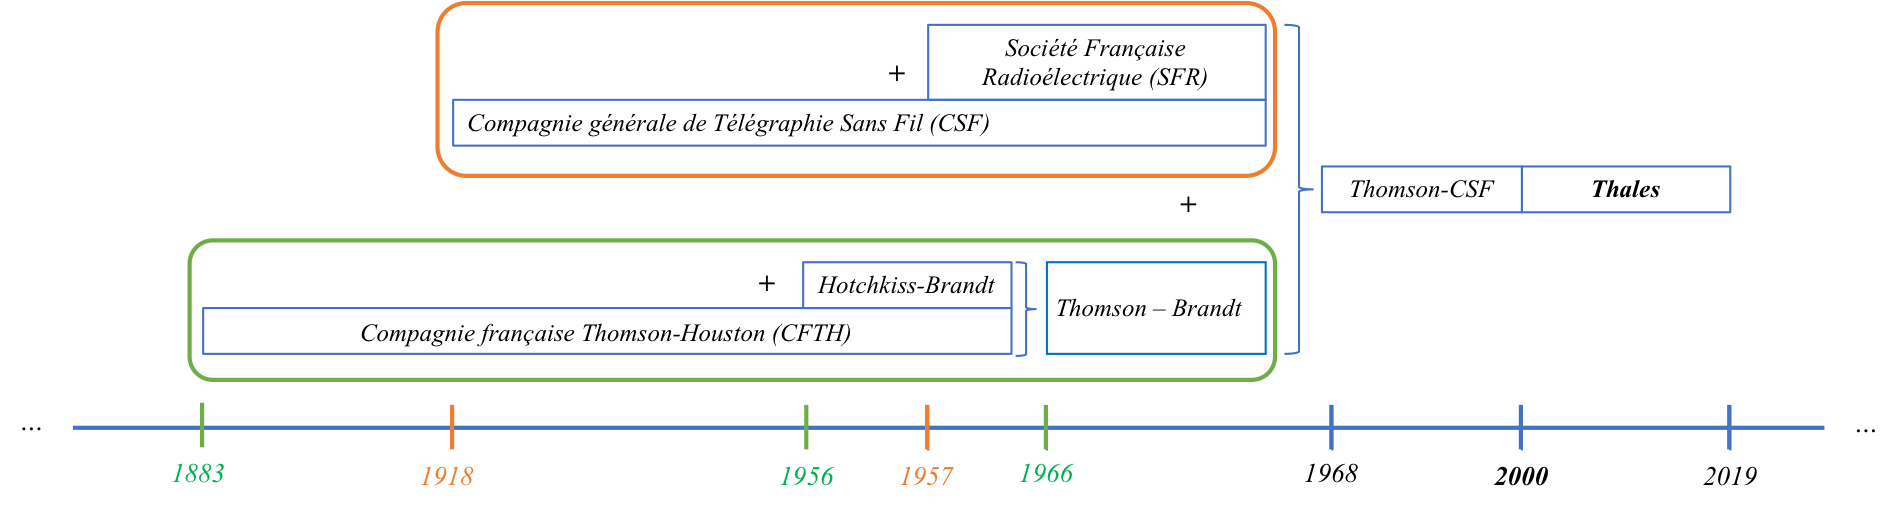 Société Française
Radioélectrique (SFR)
+
Compagnie générale de Télégraphie Sans Fil (CSF)
Thomson-CSF
Thales
+
Hotchkiss-Brandt
+
Thomson – Brandt
Compagnie française Thomson-Houston (CFTH)
...
...
1883
1918
1956
1957
1966
1968
2000
2019